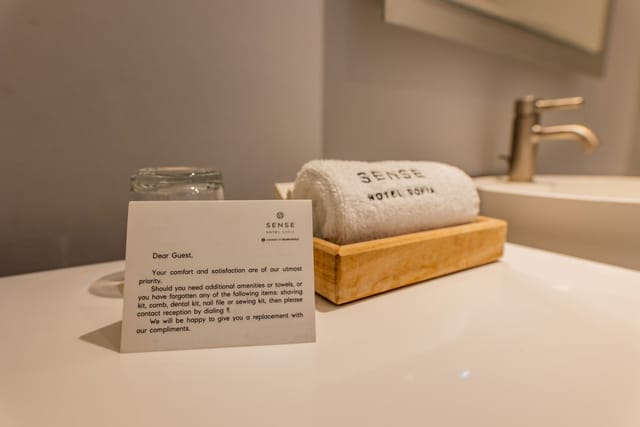 SENSE
HOTEL SOFIA
SENSE
HOTEL SOFIA
Dear Guest,
Your comfort and satisfaction are of our utmost
priority.
Should you need additional amenities or towels, or
you have forgotten any of the following items: shaving
kit, comb, dental kit, nail file or sewing kit, then please
contact reception by dialing
We will be happy to give you a replacement with
our compliments.